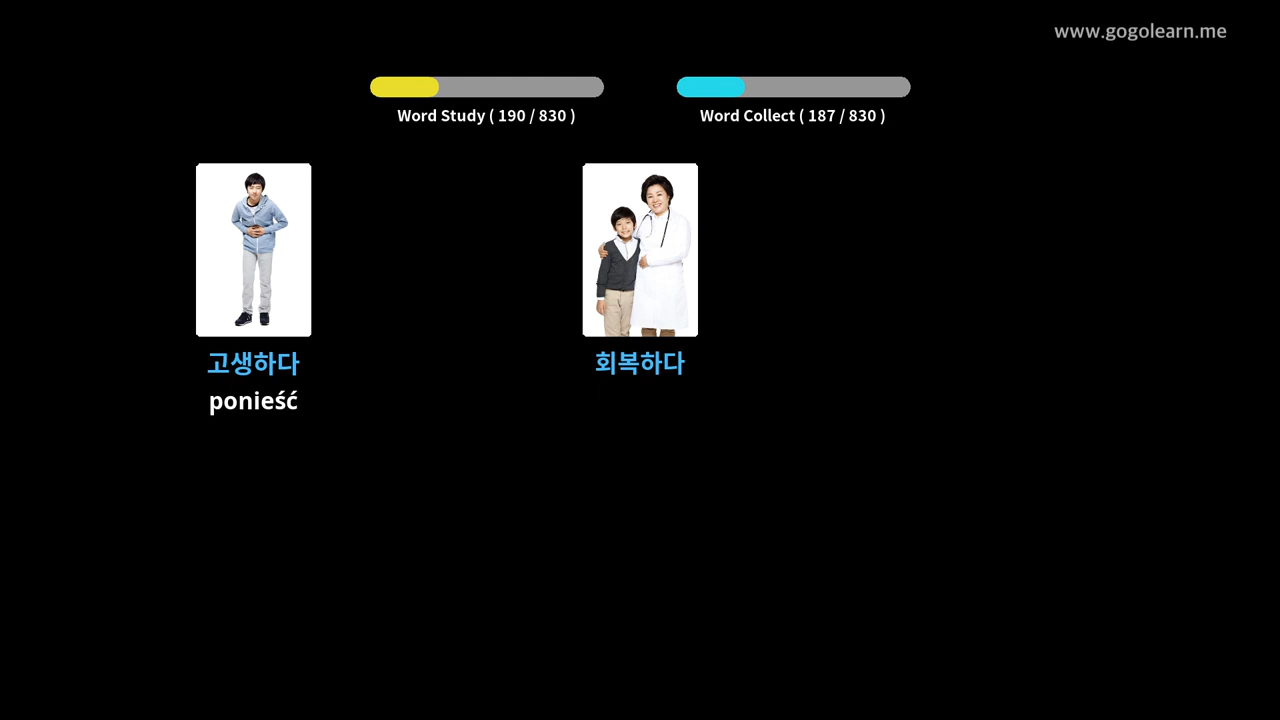 www.gogolearn.me
Word Study ( 190 / 830 )
Word Collect ( 187 / 830 )
고생하다
ponieść
회복하다